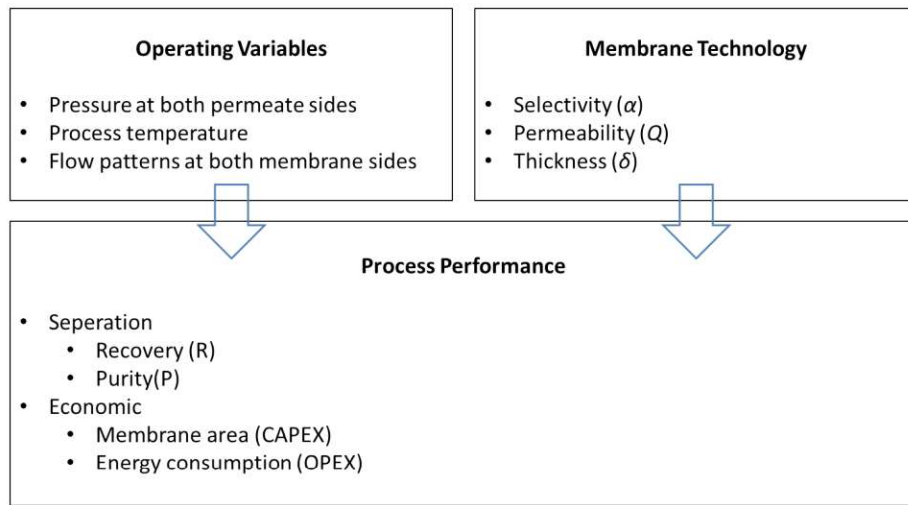 Operating Variables
• Pressure at both permeate sides
• Process temperature
• Flow patterns at both membrane sides
Membrane Technology
• Selectivity (α)
• Permeability (Q)
• Thickness (δ)
Process Performance
• Seperation
• Recovery (R)
• Purity(P)
• Economic
• Membrane area (CAPEX)
• Energy consumption (OPEX)